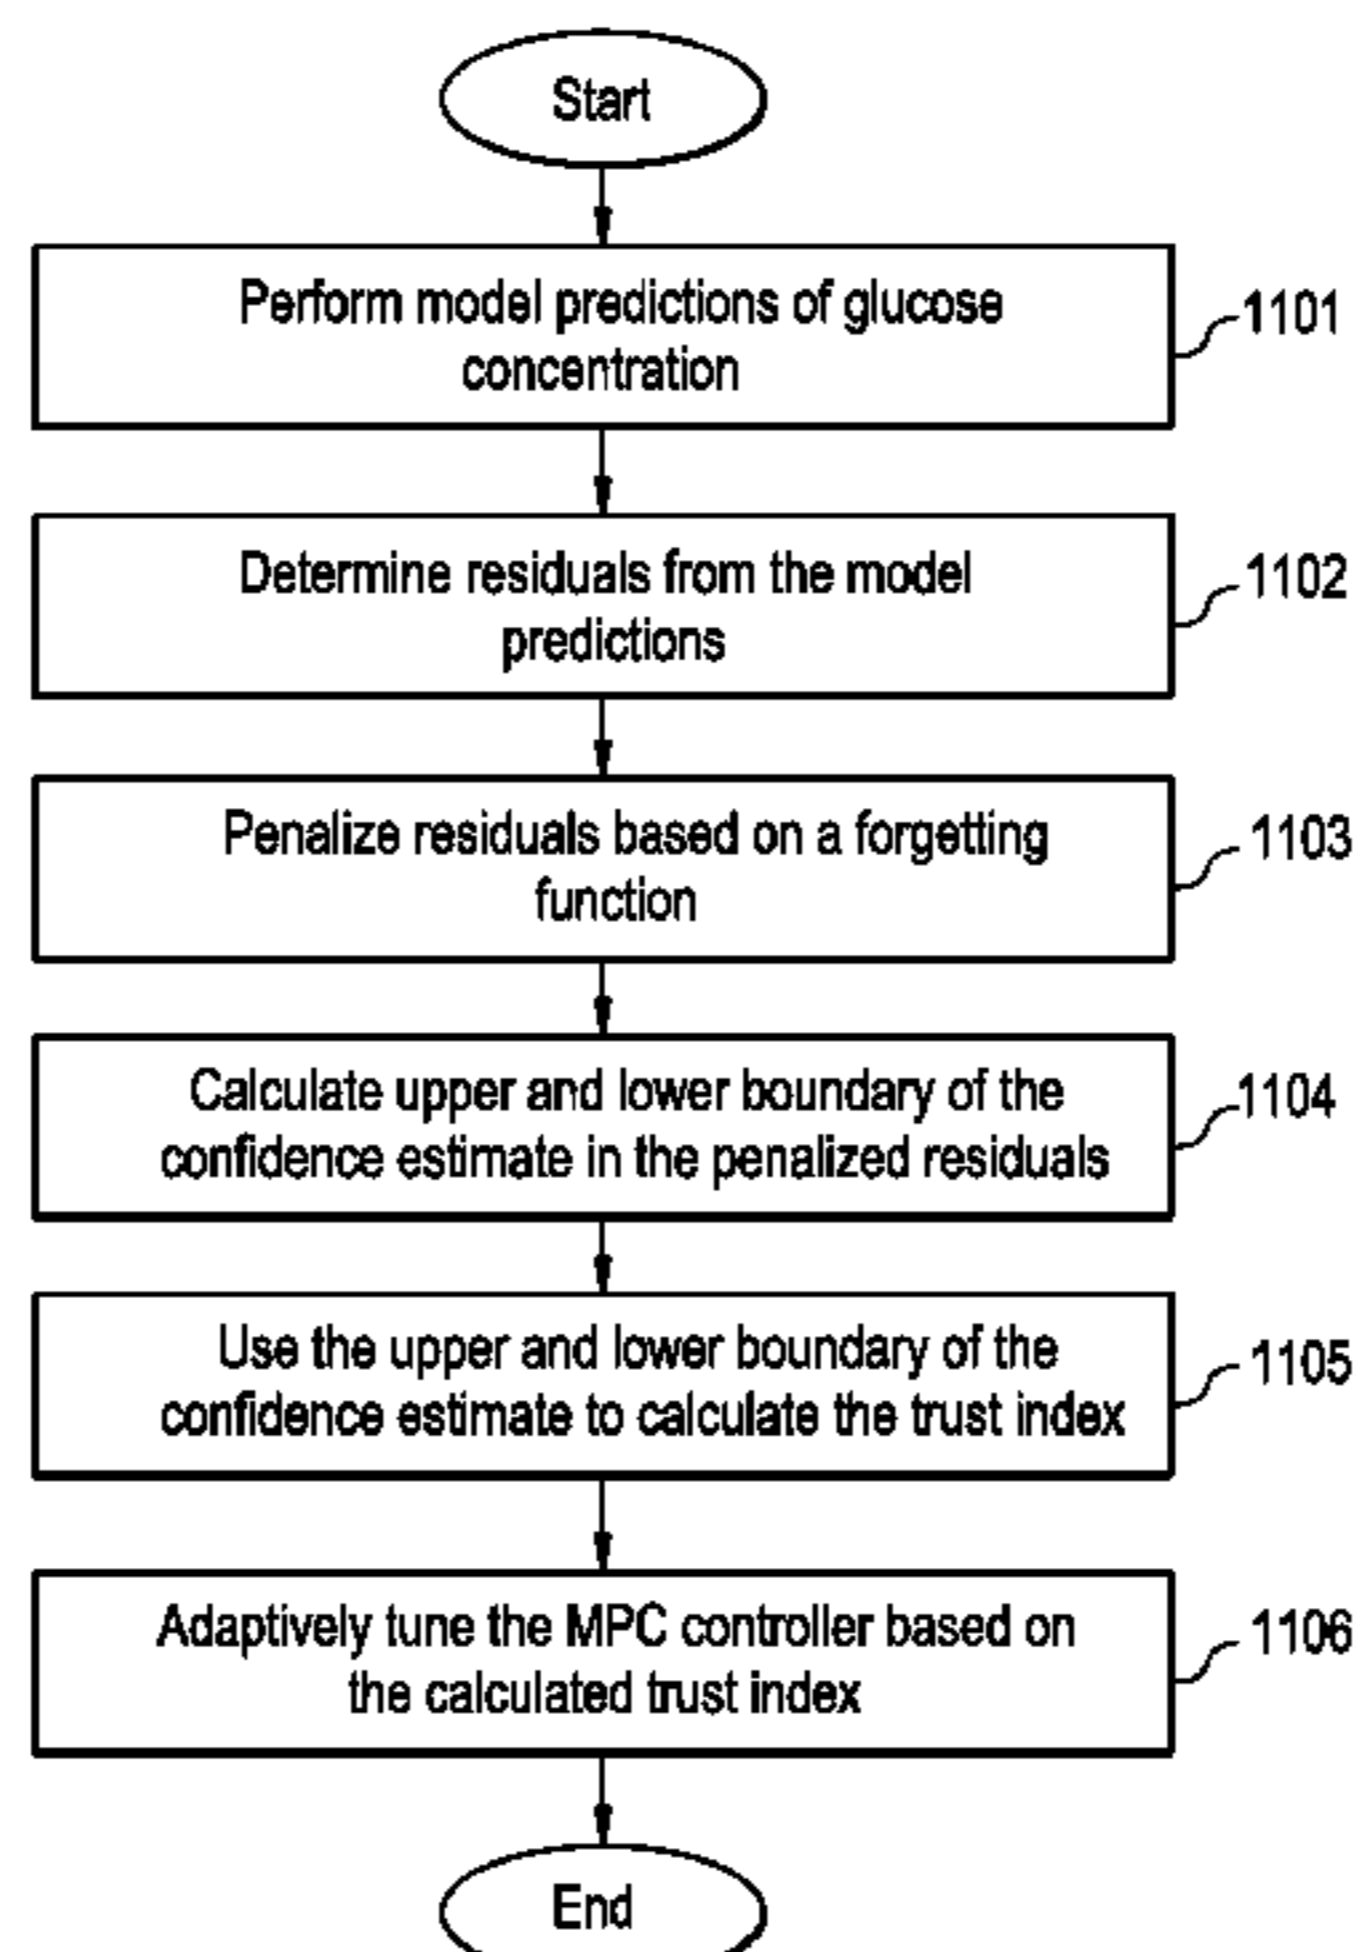 Start
Perform model predictions of glucose
concentration
1101
Determine residuals from the model
predictions
1102
Penalize residuals based on a forgetting
function
1103
Calculate upper and lower boundary of the
confidence estimate in the penalized residuals
1104
Use the upper and lower boundary of the
confidence estimate to calculate the trust index
1105
Adaptively tune the MPC controller based on
the calculated trust index
1106
End